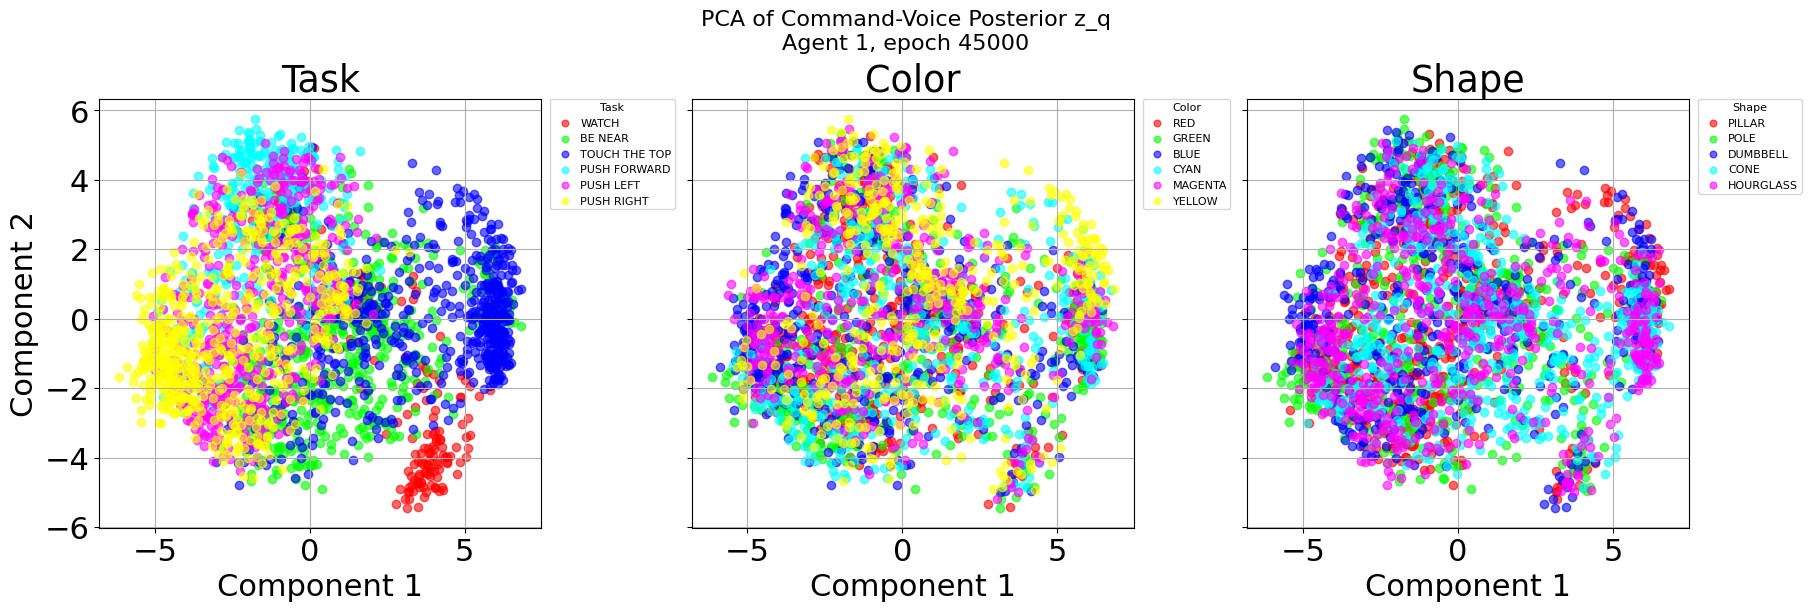 PCA of Command-Voice Posterior z_q
Agent 1, epoch 45000
Task
Color
Shape
Task
WATCH
BE NEAR
TOUCH THE TOP
PUSH FORWARD
PUSH LEFT
PUSH RIGHT
Color
RED
GREEN
BLUE
CYAN
MAGENTA
YELLOW
Shape
PILLAR
POLE
DUMBBELL
CONE
HOURGLASS
Component 2
6
4
2
0
−2
−4
−6
−5 0 5
−5 0 5
−5 0 5
Component 1
Component 1
Component 1